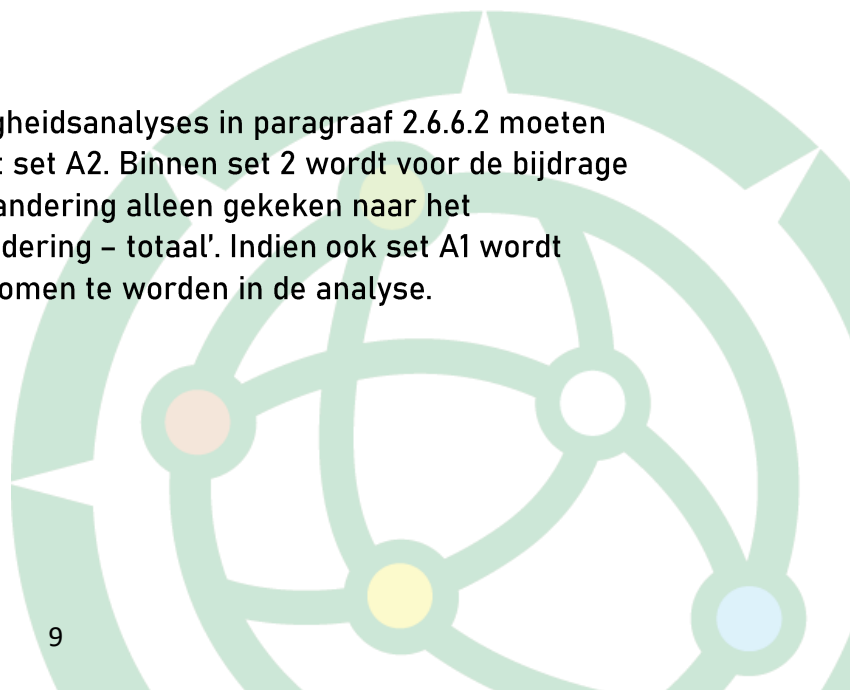 gheidsanalyses in paragraaf 2.6.6.2 moeten
: set A2. Binnen set 2 wordt voor de bijdrage
andering alleen gekeken naar het
dering – totaal’. Indien ook set A1 wordt
omen te worden in de analyse.
9